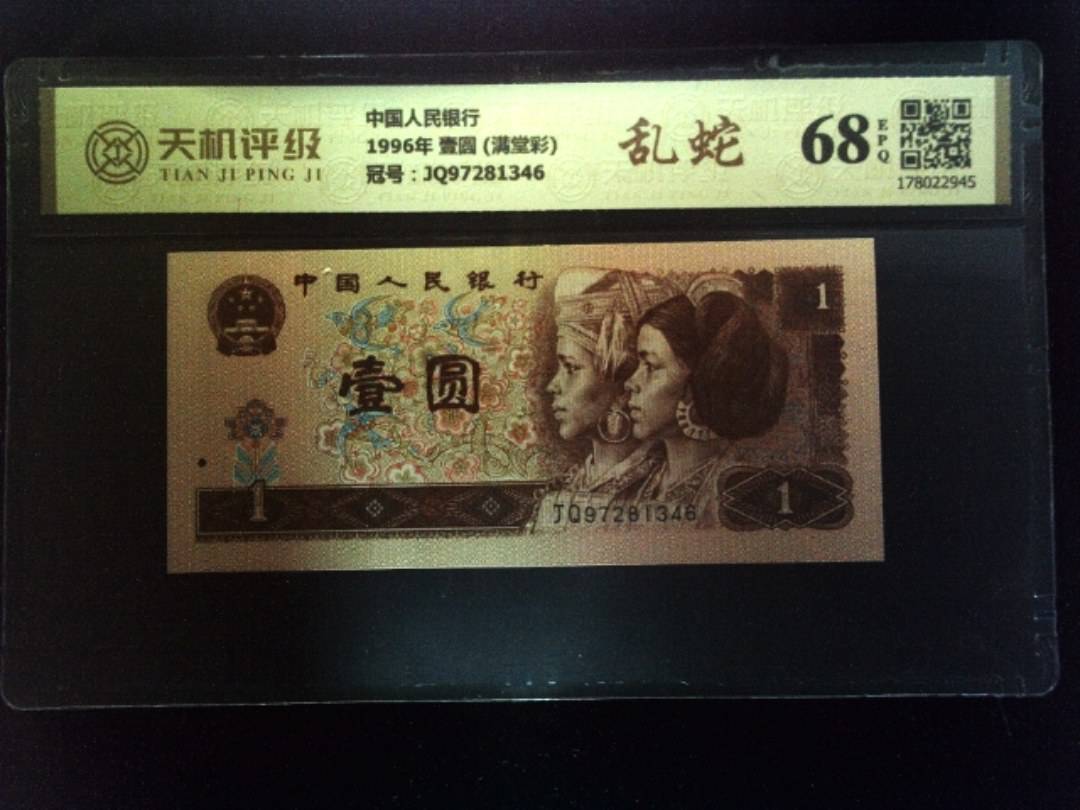 天机评级
TIAN JI PING JI
中国人民银行
1996年 壹圆 (满堂彩)
冠号：JQ97281346
乱蛇
68
EPQ
178022945
中国人民银行
1
壹圆
1
JQ97281346
1